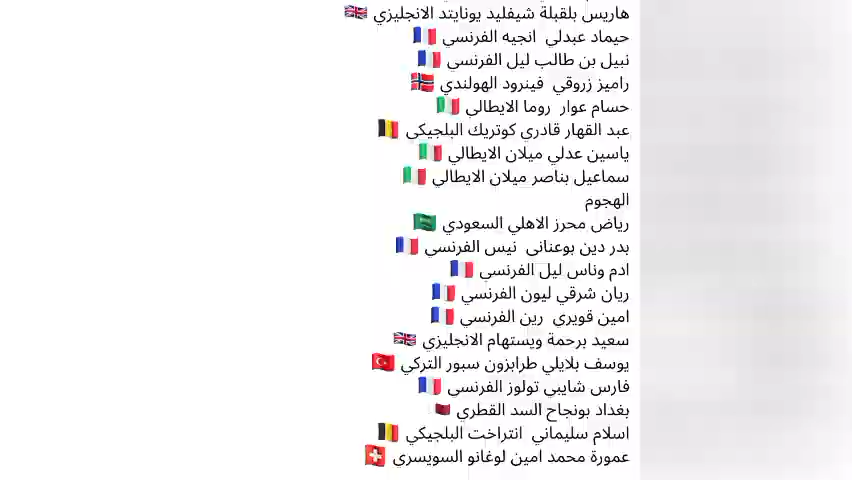 هاريس بلقبلة شيفليد يونايتد الانجليزي 🇬🇧
حيماد عبدلي انجيه الفرنسي 🇫🇷
نبيل بن طالب ليل الفرنسي 🇫🇷
راميز زروقي فينرود الهولندي 🇳🇴
حسام عوار روما الايطالي 🇮🇹
عبد القهار قادري كوتريك البلجيكي 🇧🇪
ياسين عدلي ميلان الايطالي 🇮🇹
سماعيل بناصر ميلان الايطالي 🇮🇹
الهجوم
رياض محرز الاهلي السعودي 🇸🇦
بدر دين بوعناني نيس الفرنسي 🇫🇷
ادم وناس ليل الفرنسي 🇫🇷
ريان شرقي ليون الفرنسي 🇫🇷
امين قويري رين الفرنسي 🇫🇷
سعيد برحمة ويستهام الانجليزي 🇬🇧
يوسف بلايلي طرابزون سبور التركي 🇹🇷
فارس شايبي تولوز الفرنسي 🇫🇷
بغداد بونجاح السد القطري 🇶🇦
اسلام سليماني انتراخت البلجيكي 🇧🇪
عمورة محمد امين لوغانو السويسري 🇨🇭